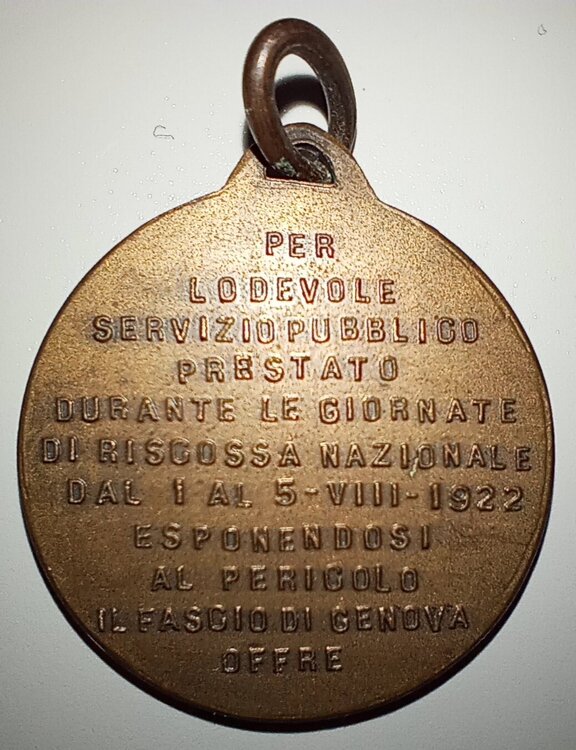 PER
LODEVOLE
SERVIZIO PUBBLICO
PRESTATO
DURANTE LE GIORNATE
DI RISCOSSA NAZIONALE
DAL 1 AL 5-VIII-1922
ESPONENDOSI
AL PERICOLO
IL FASCIO DI GENOVA
OFFRE